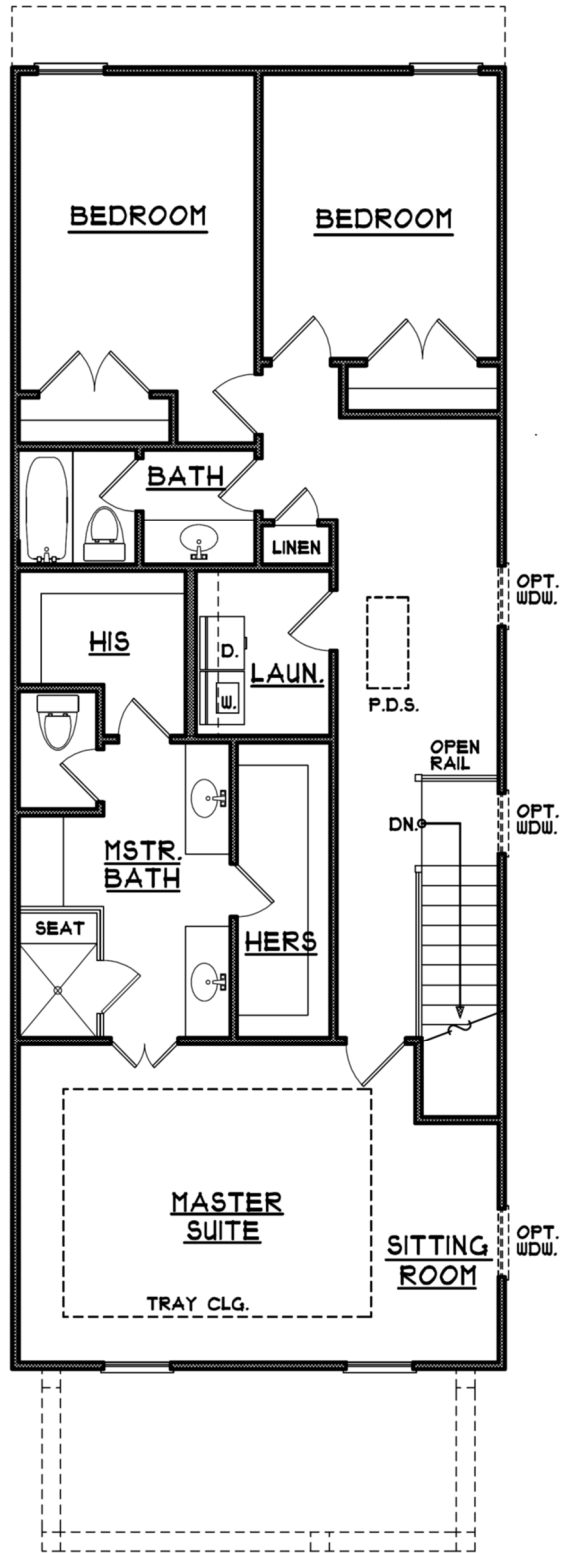 BEDROOM
BEDROOM
BATH
LINEN
OPT.
WDW.
HIS
D.
LAUN.
W.
P.D.S.
OPEN
RAIL
DN.
OPT.
WDW.
MSTR.
BATH
SEAT
HERS
MASTER
SUITE
SITTING
ROOM
OPT.
WDW.
TRAY CLG.